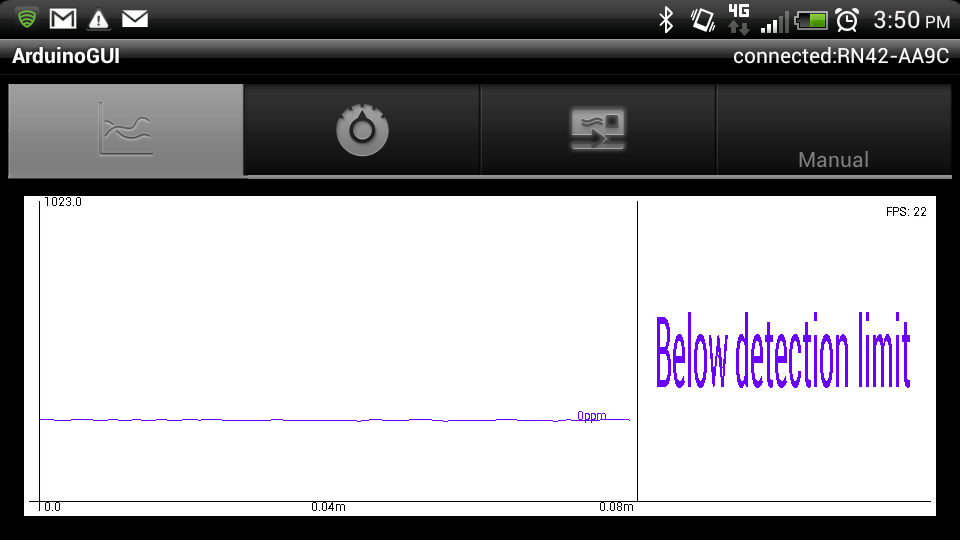 4G
3:50 PM
ArduinoGUI
connected:RN42-AA9C
Manual
1023.0
FPS: 22
Below detection limit
0ppm
0.0
0.04m
0.08m